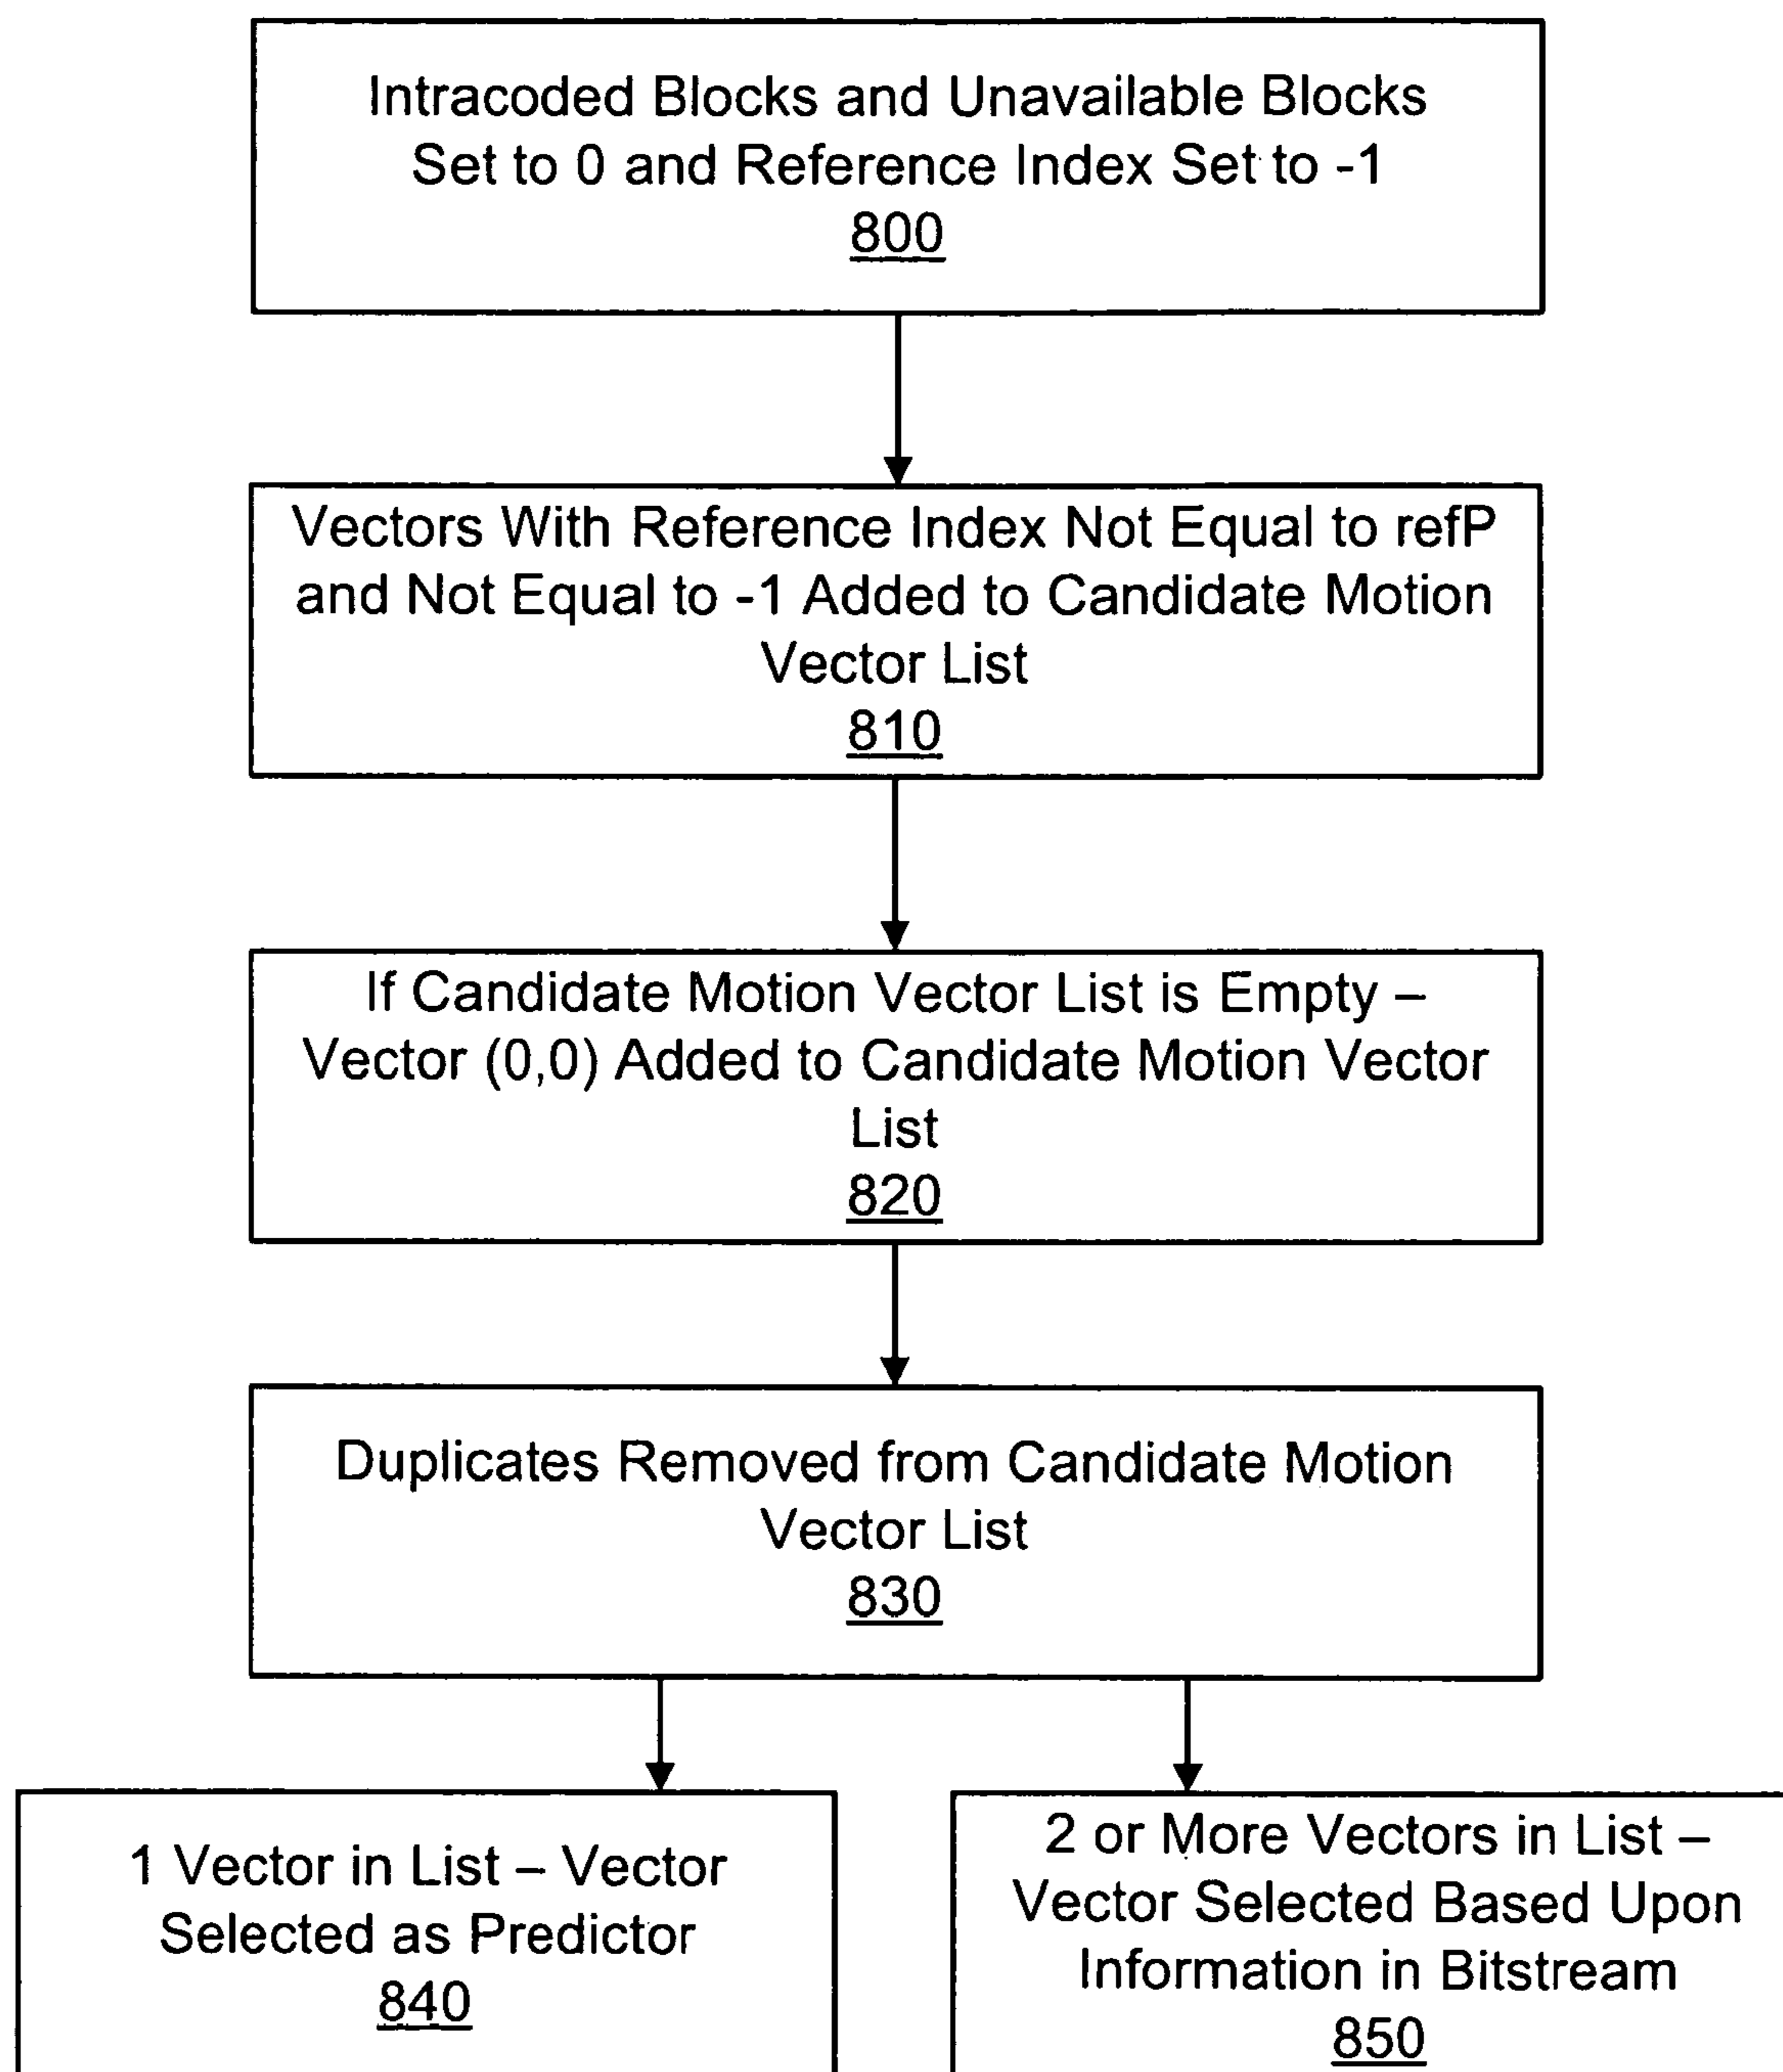 Intracoded Blocks and Unavailable Blocks
Set to 0 and Reference Index Set to -1
800
Vectors With Reference Index Not Equal to refP
and Not Equal to -1 Added to Candidate Motion
Vector List
810
If Candidate Motion Vector List is Empty –
Vector (0,0) Added to Candidate Motion Vector
List
820
Duplicates Removed from Candidate Motion
Vector List
830
1 Vector in List – Vector
Selected as Predictor
840
2 or More Vectors in List –
Vector Selected Based Upon
Information in Bitstream
850